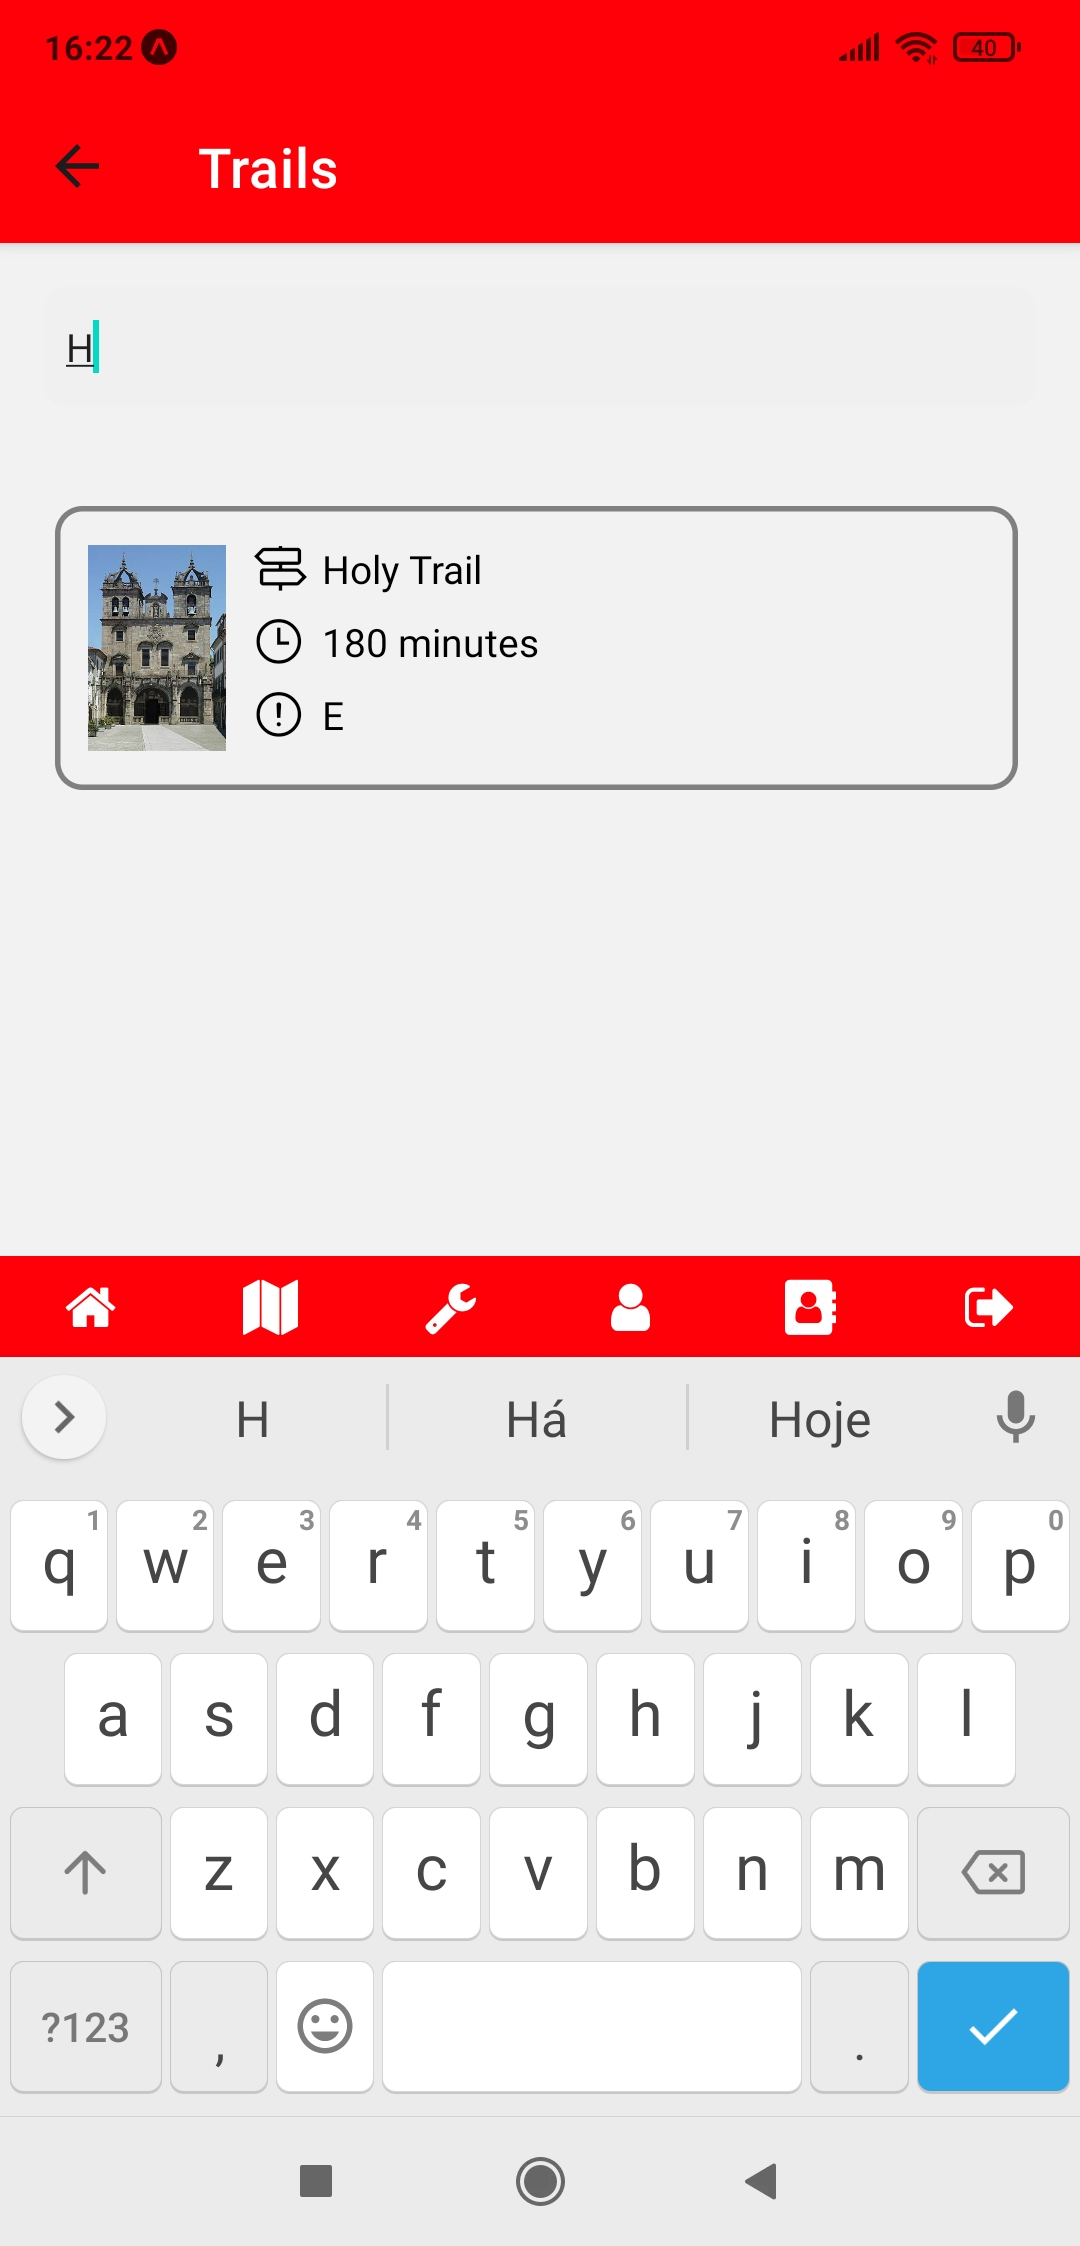 16:22
40
Trails
H
Holy Trail
180 minutes
E
H Há Hoje
1 2 3 4 5 6 7 8 9 0
q w e r t y u i o p
a s d f g h j k l
z x c v b n m
?123 , .